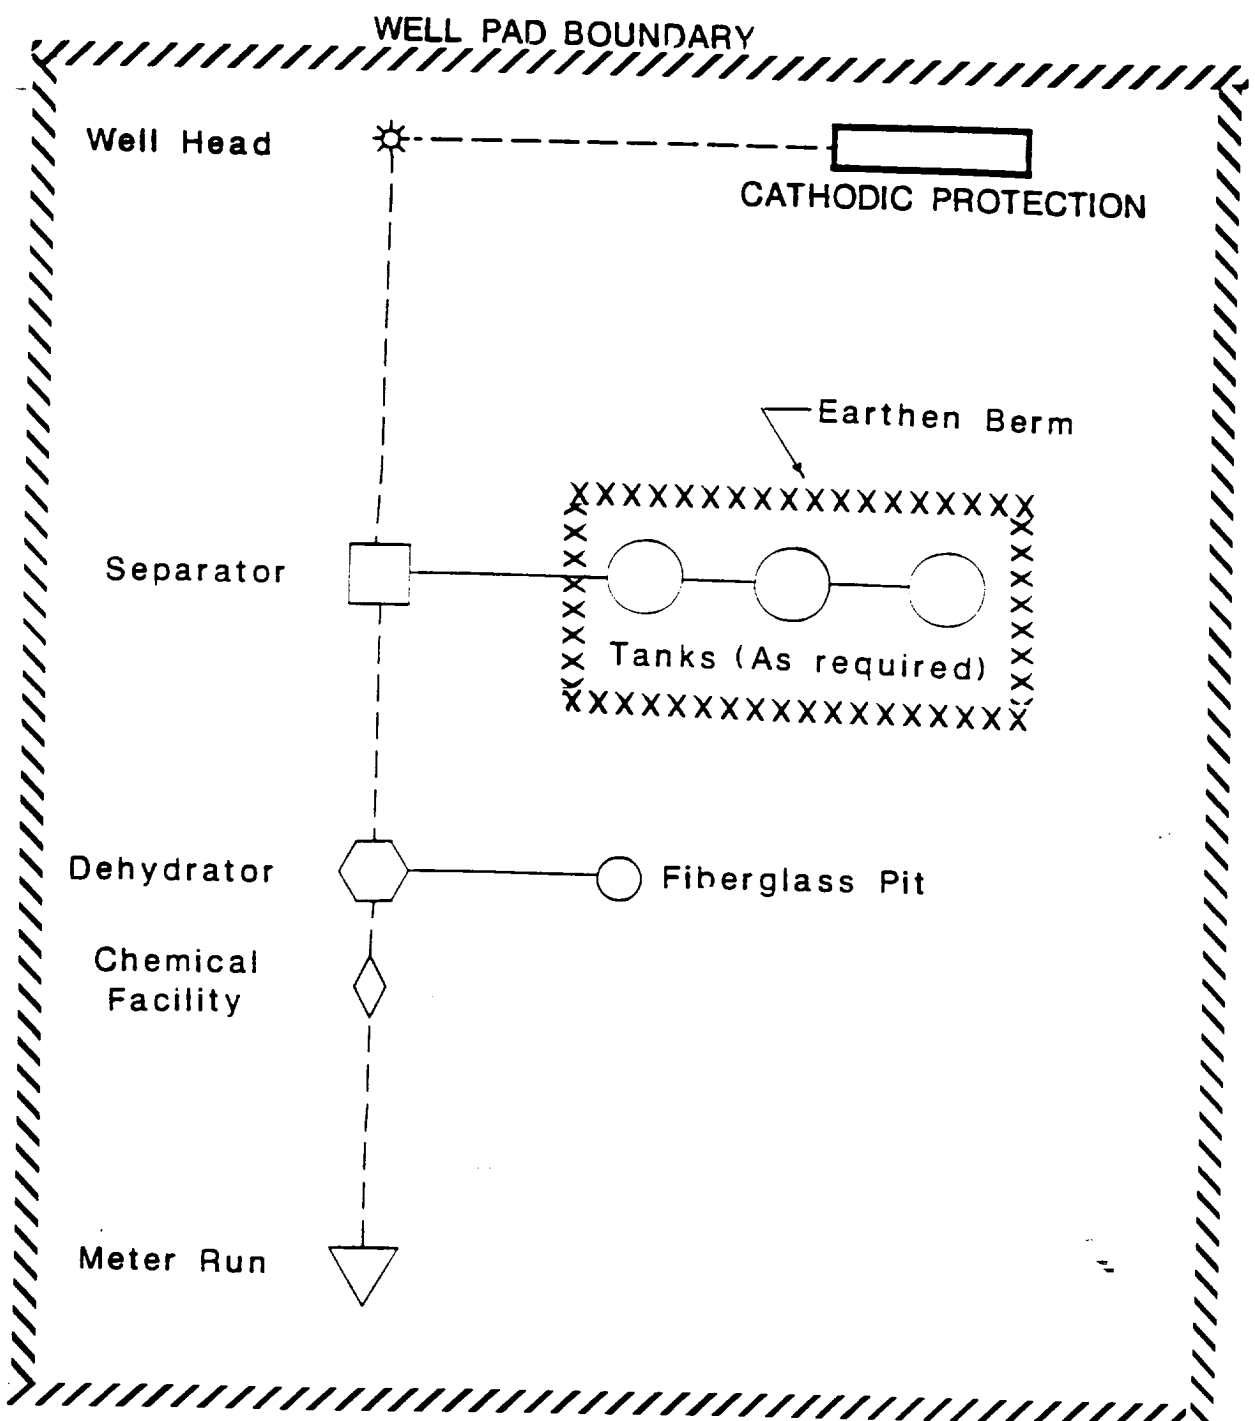 WELL PAD BOUNDARY
Well Head
CATHODIC PROTECTION
Earthen Berm
Separator
Tanks (As required)
Dehydrator
Fiberglass Pit
Chemical
Facility
Meter Run